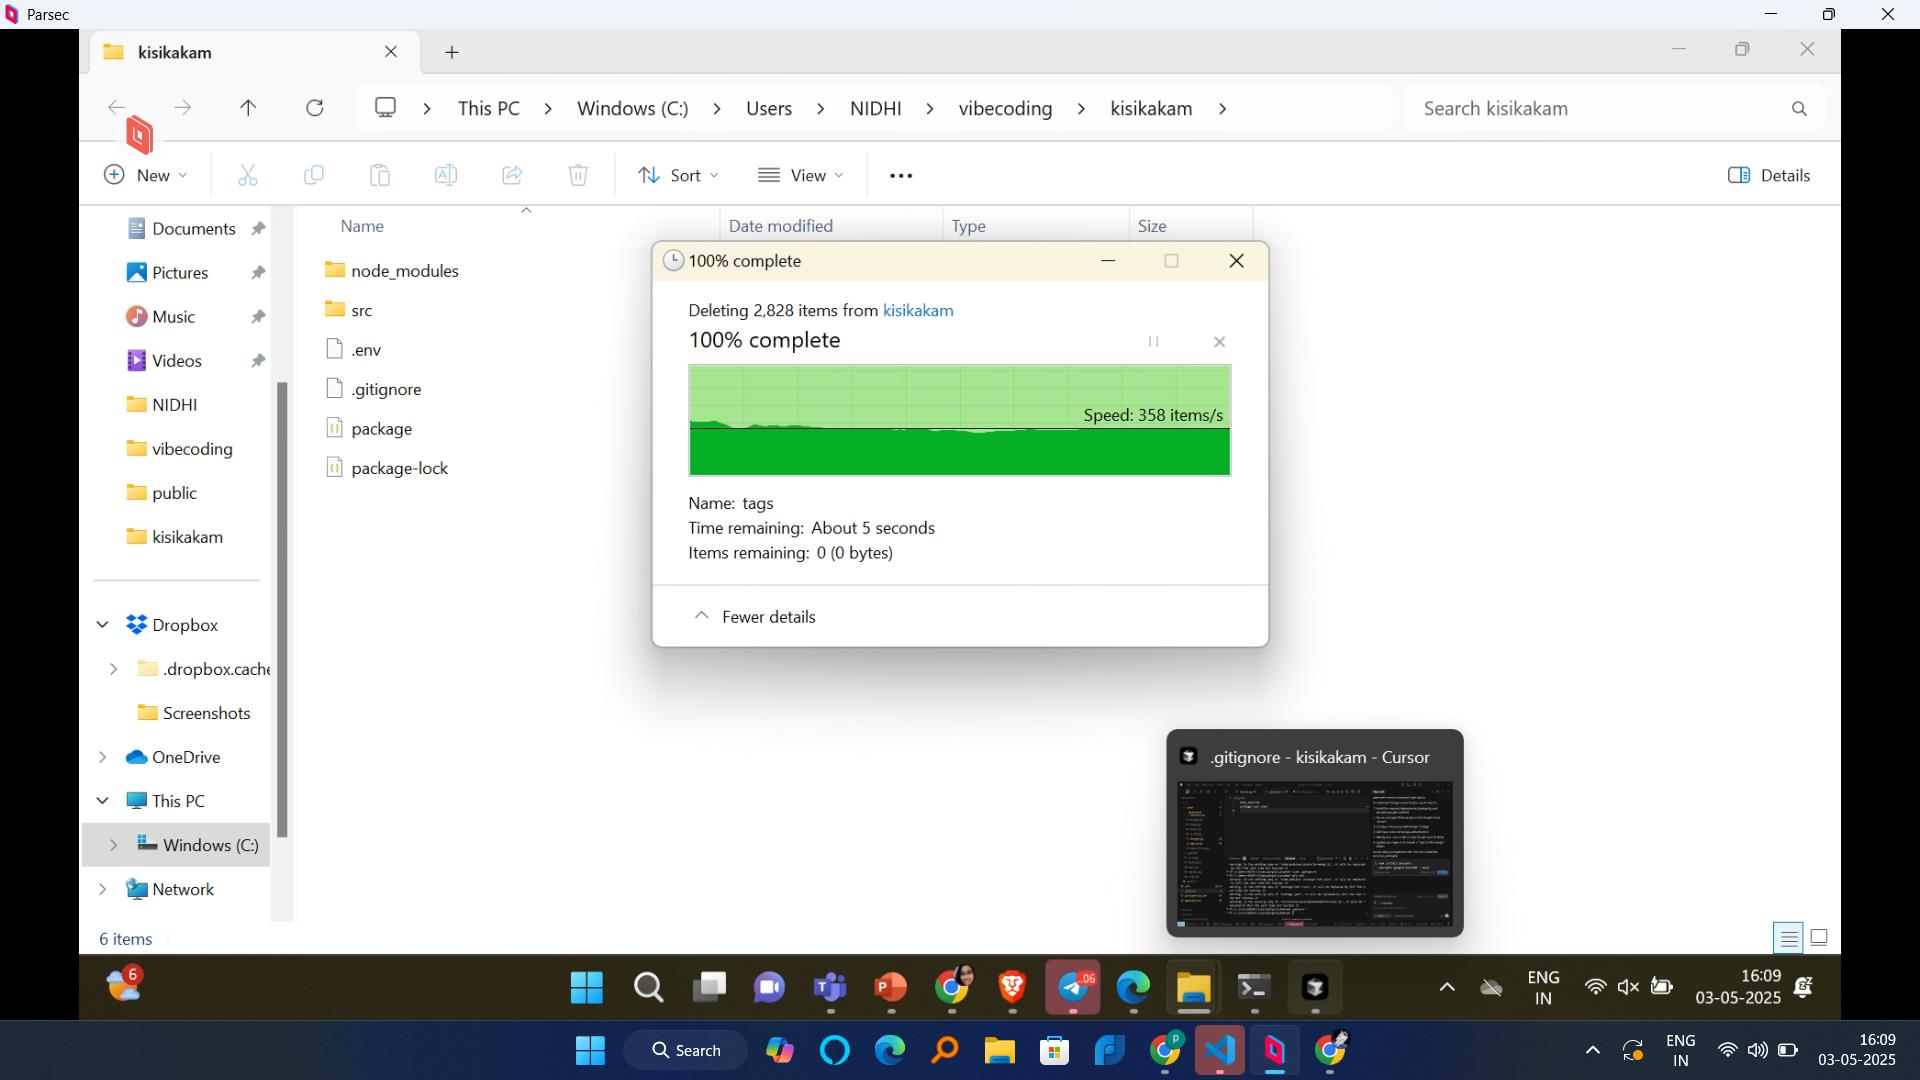 Parsec
kisikakam
This PC
Windows (C:)
Users
NIDHI
vibecoding
kisikakam
Search kisikakam
New
Sort
View
Details
Name
Date modified
Type
Size
Documents
Pictures
Music
Videos
NIDHI
vibecoding
public
kisikakam
Dropbox
.dropbox.cache
Screenshots
OneDrive
This PC
Windows (C:)
Network
node_modules
src
.env
.gitignore
package
package-lock
100% complete
Deleting 2,828 items from kisikakam
100% complete
Speed: 358 items/s
Name: tags
Time remaining: About 5 seconds
Items remaining: 0 (0 bytes)
Fewer details
.gitignore - kisikakam - Cursor
6 items
6
06
ENG
IN
16:09
03-05-2025
Search
ENG
IN
16:09
03-05-2025